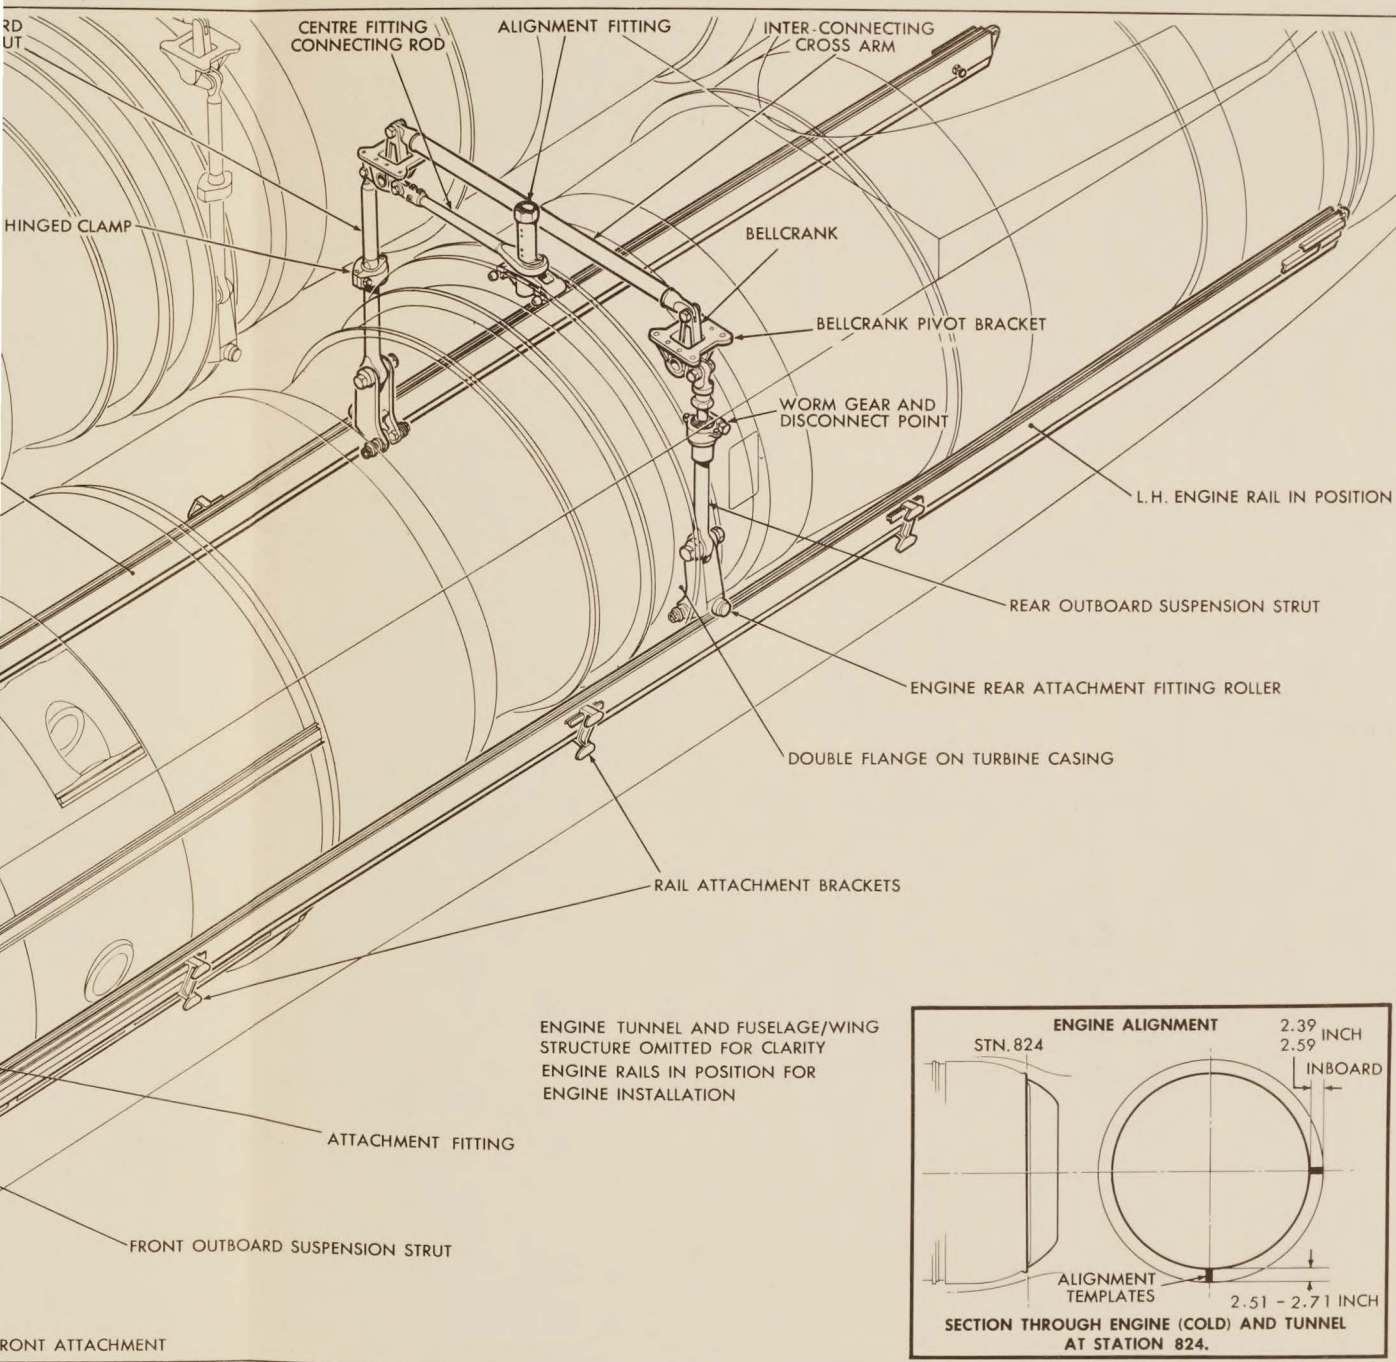 RD
UT
CENTRE FITTING
CONNECTING ROD
ALIGNMENT FITTING
INTER-CONNECTING
CROSS ARM
HINGED CLAMP
BELLCRANK
BELLCRANK PIVOT BRACKET
WORM GEAR AND
DISCONNECT POINT
L.H. ENGINE RAIL IN POSITION
REAR OUTBOARD SUSPENSION STRUT
ENGINE REAR ATTACHMENT FITTING ROLLER
DOUBLE FLANGE ON TURBINE CASING
RAIL ATTACHMENT BRACKETS
ENGINE TUNNEL AND FUSELAGE/WING
STRUCTURE OMITTED FOR CLARITY
ENGINE RAILS IN POSITION FOR
ENGINE INSTALLATION
ATTACHMENT FITTING
FRONT OUTBOARD SUSPENSION STRUT
RONT ATTACHMENT
ENGINE ALIGNMENT
STN. 824
2.39
2.59 INCH
INBOARD
ALIGNMENT
TEMPLATES
2.51 - 2.71 INCH
SECTION THROUGH ENGINE (COLD) AND TUNNEL
AT STATION 824.